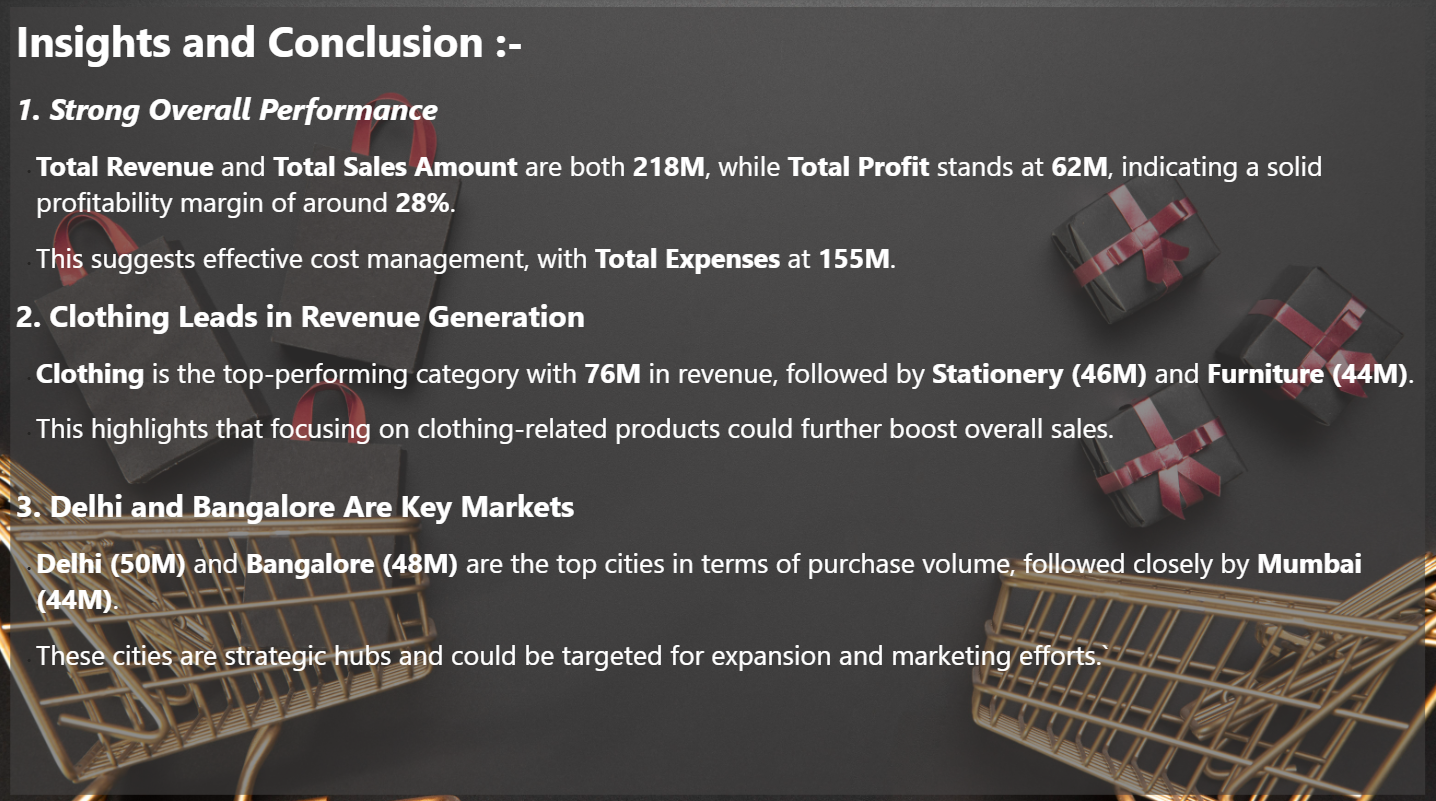 Insights and Conclusion :-
1. Strong Overall Performance
Total Revenue and Total Sales Amount are both 218M, while Total Profit stands at 62M, indicating a solid
profitability margin of around 28%.
This suggests effective cost management, with Total Expenses at 155M.
2. Clothing Leads in Revenue Generation
Clothing is the top-performing category with 76M in revenue, followed by Stationery (46M) and Furniture (44M).
This highlights that focusing on clothing-related products could further boost overall sales.
3. Delhi and Bangalore Are Key Markets
Delhi (50M) and Bangalore (48M) are the top cities in terms of purchase volume, followed closely by Mumbai
(44M).
These cities are strategic hubs and could be targeted for expansion and marketing efforts.`